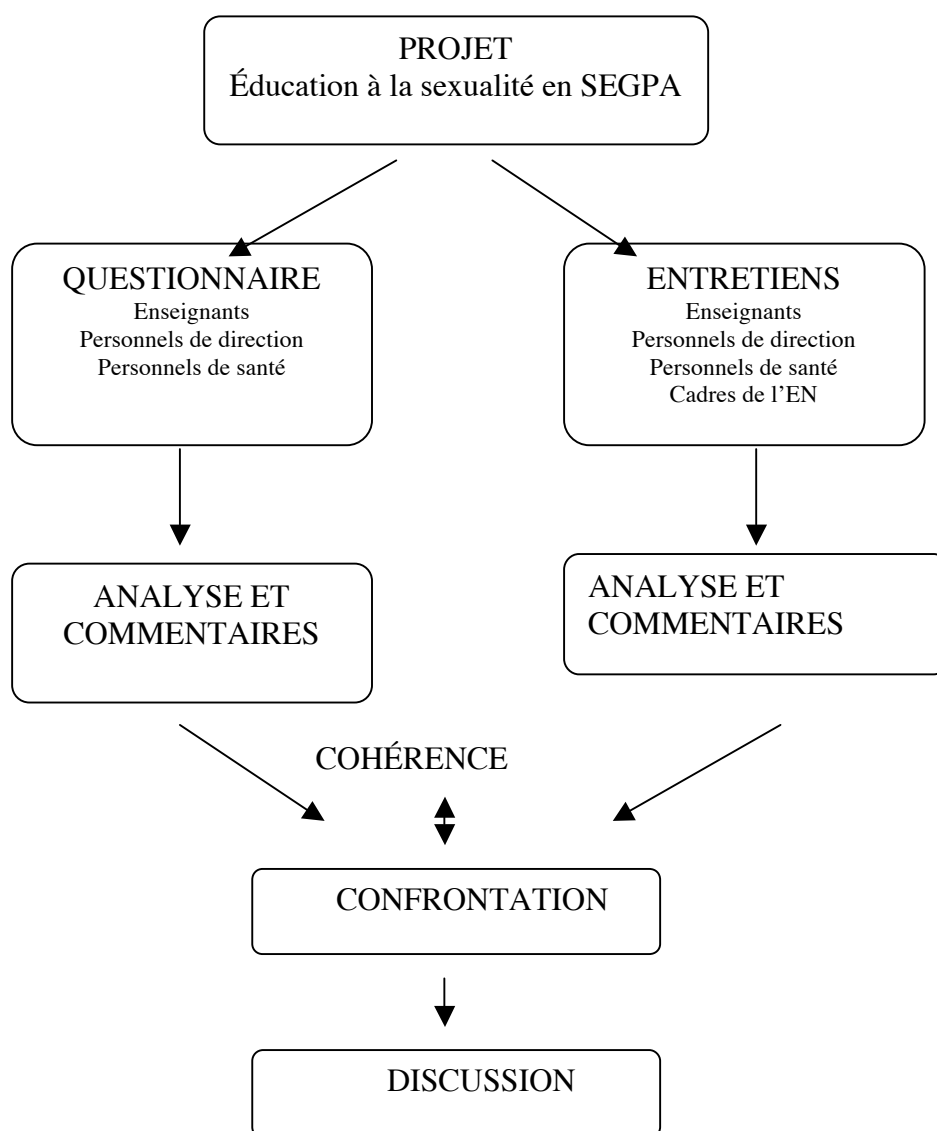 PROJET
Éducation à la sexualité en SEGPA
QUESTIONNAIRE
Enseignants
Personnels de direction
Personnels de santé
ENTRETIENS
Enseignants
Personnels de direction
Personnels de santé
Cadres de l’EN
ANALYSE ET
COMMENTAIRES
ANALYSE ET
COMMENTAIRES
COHÉRENCE
CONFRONTATION
DISCUSSION